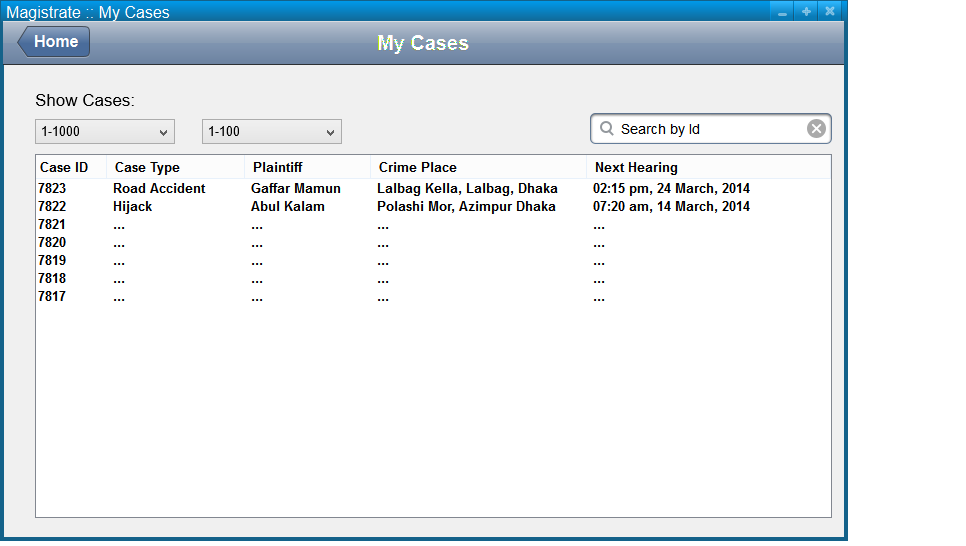 Magistrate :: My Cases
Home
My Cases
Show Cases:
1-1000 1-100 Search by Id
Case ID Case Type Plaintiff Crime Place Next Hearing
7823 Road Accident Gaffar Mamun Lalbag Kella, Lalbag, Dhaka 02:15 pm, 24 March, 2014
7822 Hijack Abul Kalam Polashi Mor, Azimpur Dhaka 07:20 am, 14 March, 2014
7821 ... ... ... ...
7820 ... ... ... ...
7819 ... ... ... ...
7818 ... ... ... ...
7817 ... ... ... ...